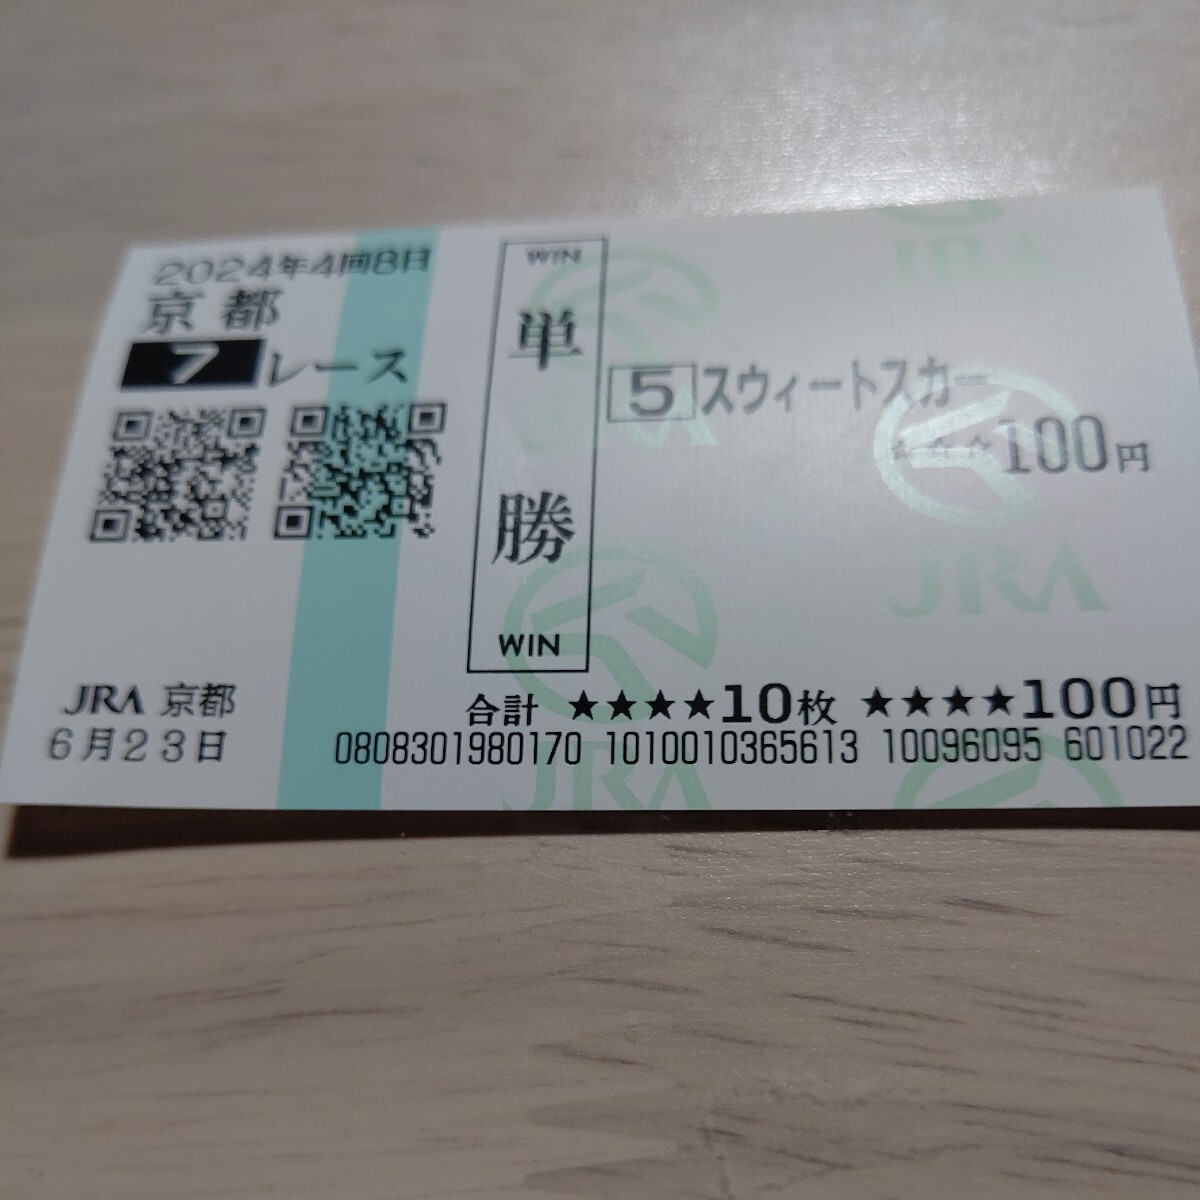 2024年4回8日
京都
7レース
WIN
単勝
WIN
5 スウィートスカー
☆☆☆100円
JRA 京都
6月23日
合計 ★★★★10枚 ★★★★100円
0808301980170 1010010365613 10096095 601022
JRA
JRA
JRA
JRA